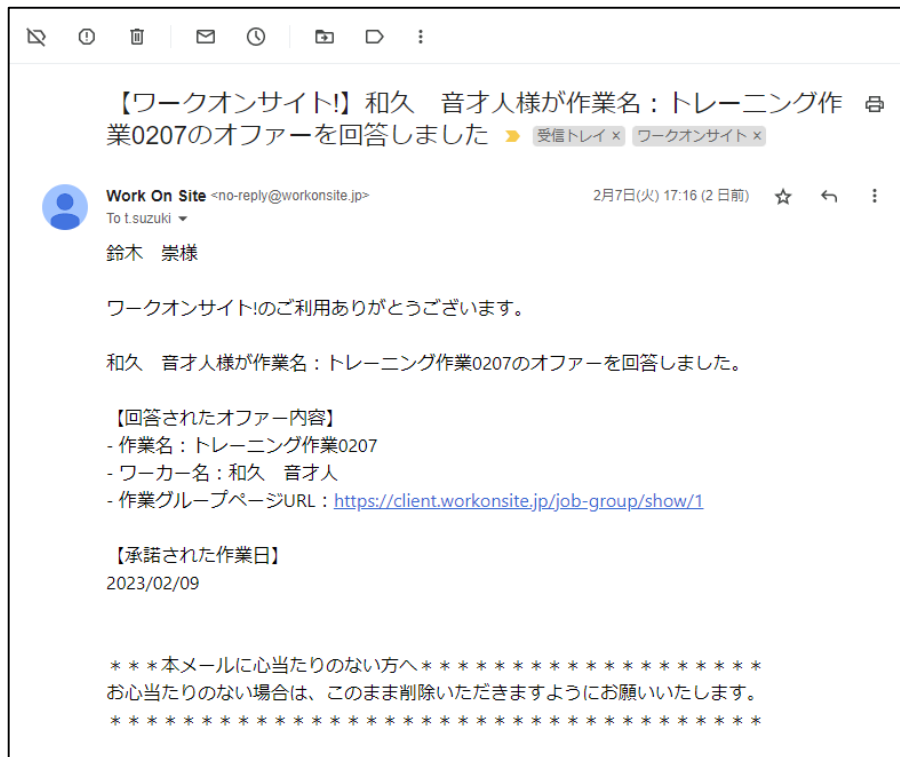 【ワークオンサイト!】和久　音才人様が作業名：トレーニング作
業0207のオファーを回答しました 受信トレイ × ワークオンサイト ×
Work On Site <no-reply@workonsite.jp> 2月7日(火) 17:16 (2 日前)
To t.suzuki
鈴木　崇様
ワークオンサイト!のご利用ありがとうございます。
和久　音才人様が作業名：トレーニング作業0207のオファーを回答しました。
【回答されたオファー内容】
- 作業名：トレーニング作業0207
- ワーカー名：和久　音才人
- 作業グループページURL：https://client.workonsite.jp/job-group/show/1
【承諾された作業日】
2023/02/09
＊＊＊本メールに心当たりのない方へ＊＊＊＊＊＊＊＊＊＊＊＊＊＊＊＊＊＊＊
お心当たりのない場合は、このまま削除いただきますようにお願いいたします。
＊＊＊＊＊＊＊＊＊＊＊＊＊＊＊＊＊＊＊＊＊＊＊＊＊＊＊＊＊＊＊＊＊＊＊＊